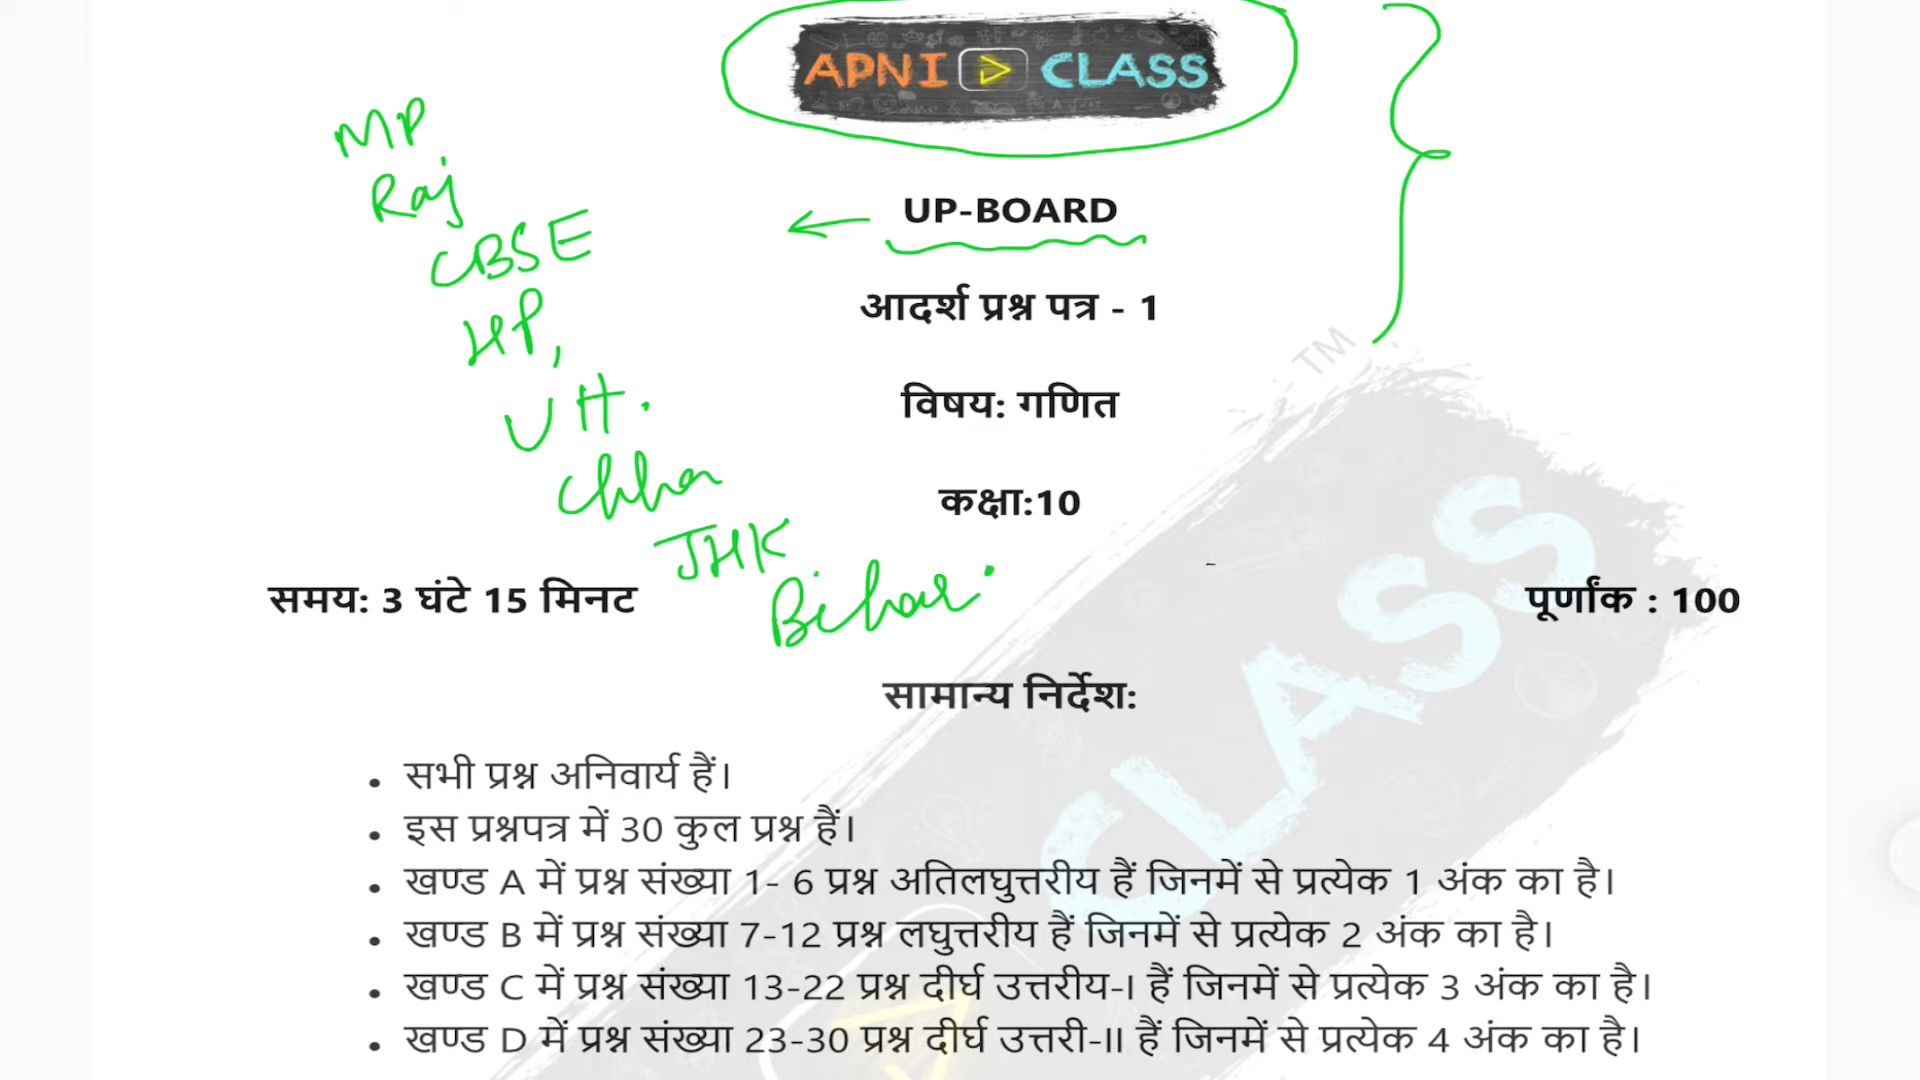 APNI CLASS
MP
Raj
UP-BOARD
CBSE
HP,
आदर्श प्रश्न पत्र - 1
विषय: गणित
UH.
Chha
कक्षा:10
JHK
Bihar.
समय: 3 घंटे 15 मिनट
पूर्णांक : 100
सामान्य निर्देश:
• सभी प्रश्न अनिवार्य हैं।
• इस प्रश्नपत्र में 30 कुल प्रश्न हैं।
• खण्ड A में प्रश्न संख्या 1- 6 प्रश्न अतिलघुत्तरीय हैं जिनमें से प्रत्येक 1 अंक का है।
• खण्ड B में प्रश्न संख्या 7-12 प्रश्न लघुत्तरीय हैं जिनमें से प्रत्येक 2 अंक का है।
• खण्ड C में प्रश्न संख्या 13-22 प्रश्न दीर्घ उत्तरीय-I हैं जिनमें से प्रत्येक 3 अंक का है।
• खण्ड D में प्रश्न संख्या 23-30 प्रश्न दीर्घ उत्तरी-II हैं जिनमें से प्रत्येक 4 अंक का है।
TM
CLASS